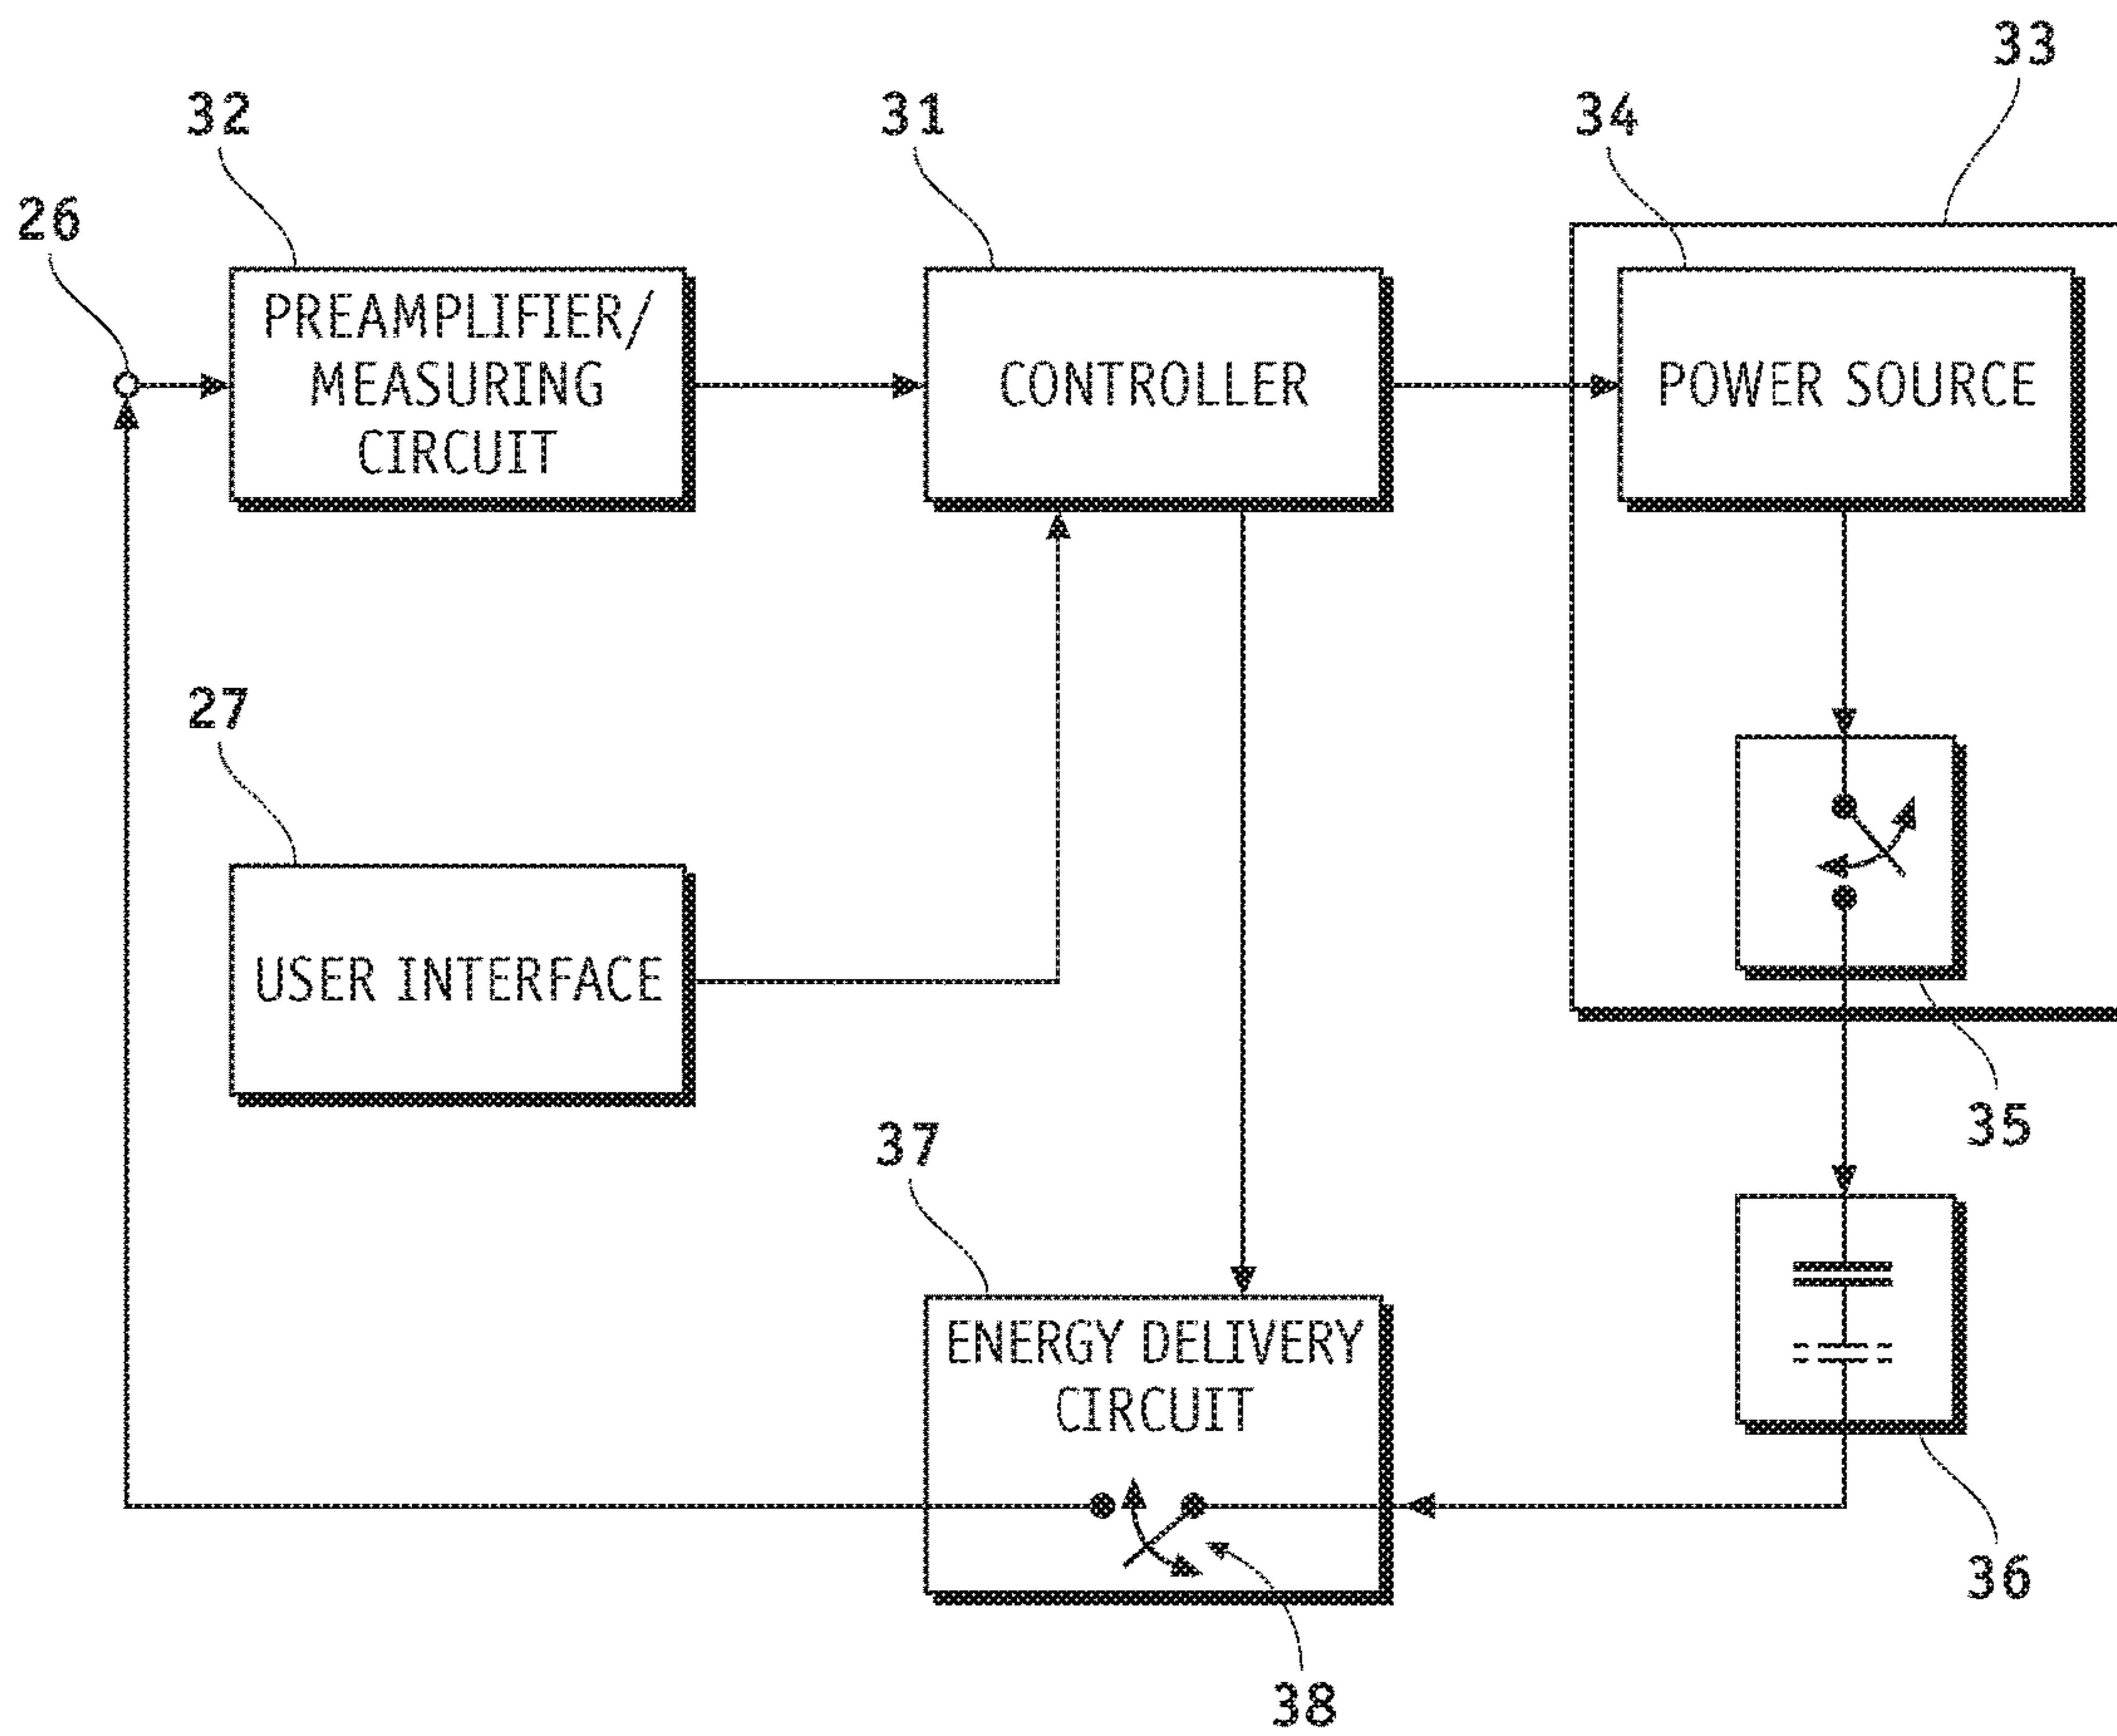 33
32
31
34
26
PREAMPLIFIER/
MEASURING
CIRCUIT
CONTROLLER
POWER SOURCE
27
USER INTERFACE
35
37
ENERGY DELIVERY
CIRCUIT
36
38